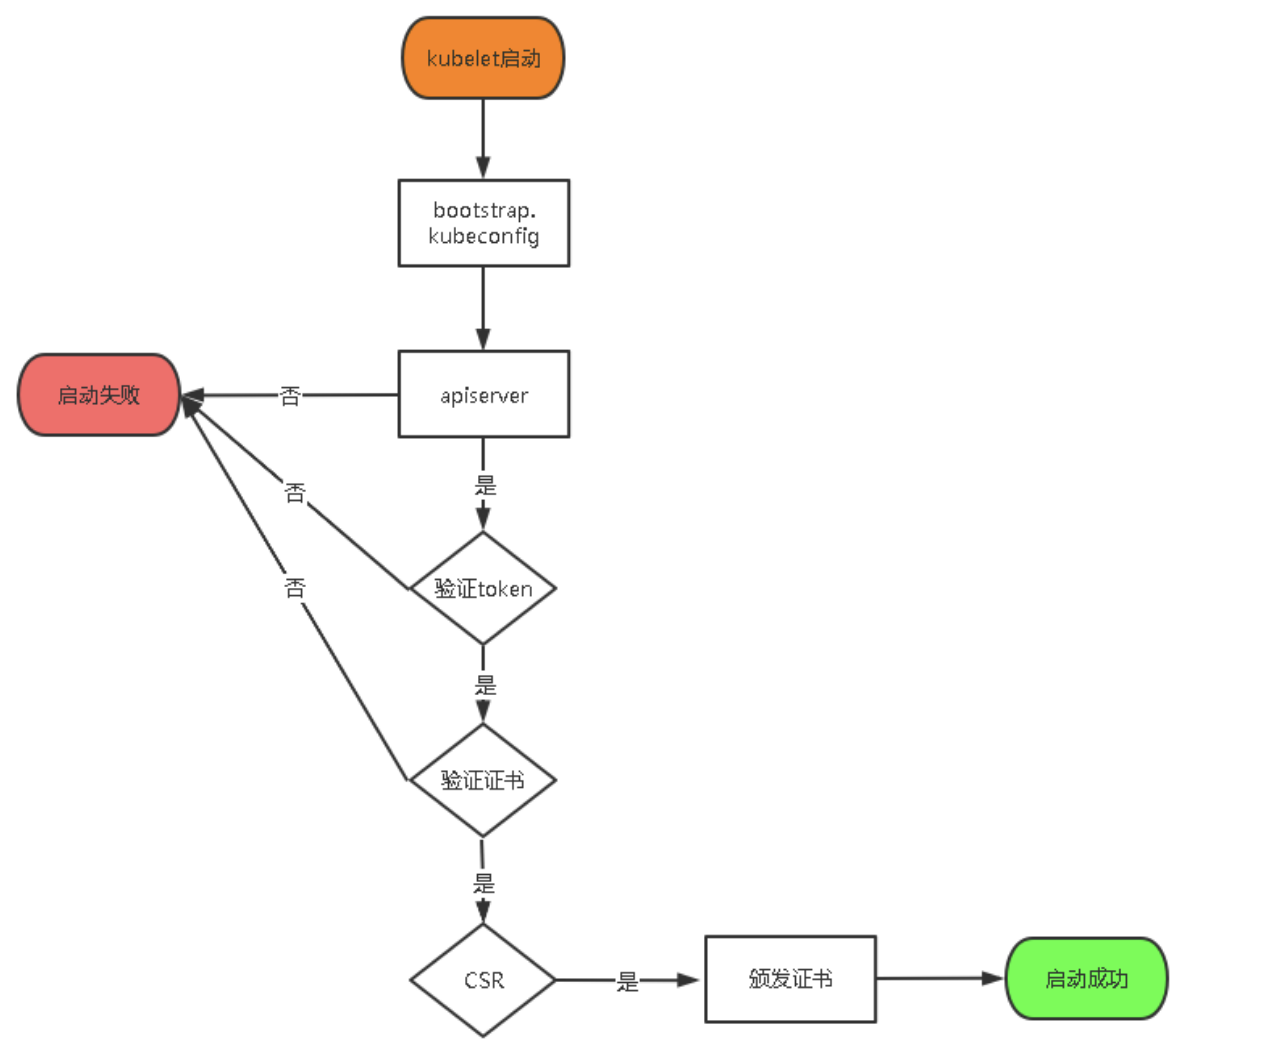 kubelet启动
bootstrap.
kubeconfig
启动失败
否
apiserver
是
否
验证token
否
是
验证证书
是
CSR
是
颁发证书
启动成功